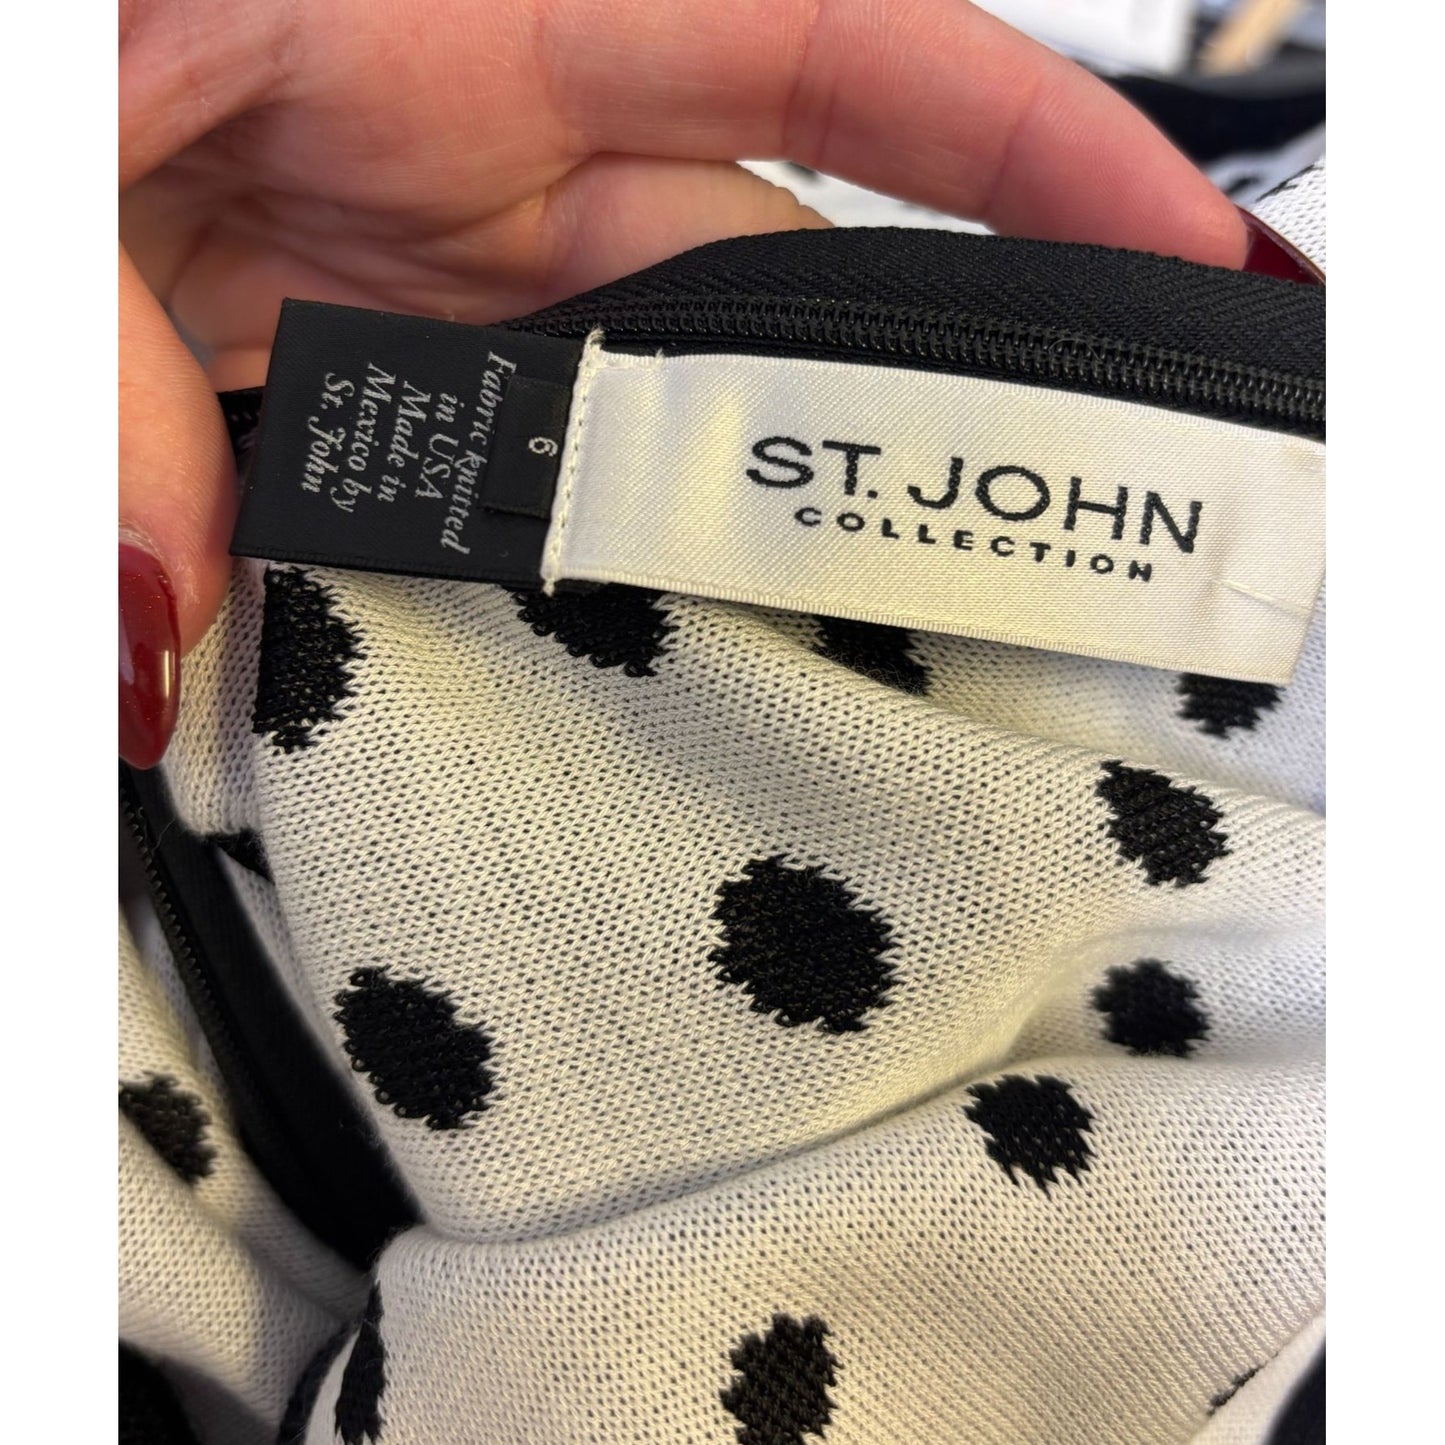 ST. JOHN
COLLECTION
6
Fabric knitted
in USA
Made in
Mexico by
St. John